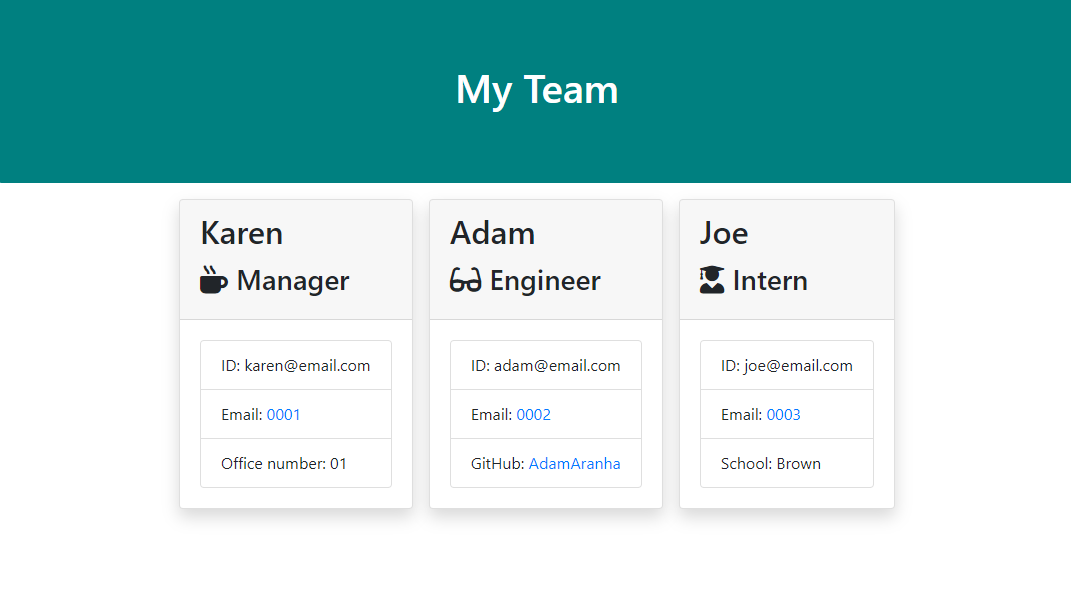 My Team
Karen
Manager
ID: karen@email.com
Email: 0001
Office number: 01
Adam
Engineer
ID: adam@email.com
Email: 0002
GitHub: AdamAranha
Joe
Intern
ID: joe@email.com
Email: 0003
School: Brown